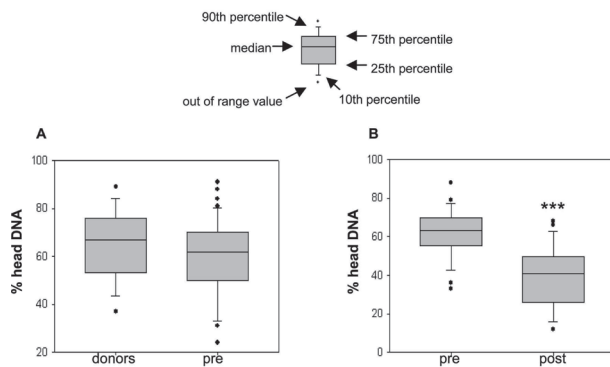 90th percentile
75th percentile
median
25th percentile
out of range value
10th percentile
A
B
100
80
60
40
20
% head DNA
donors
pre
100
80
60
40
20
0
% head DNA
***
pre
post